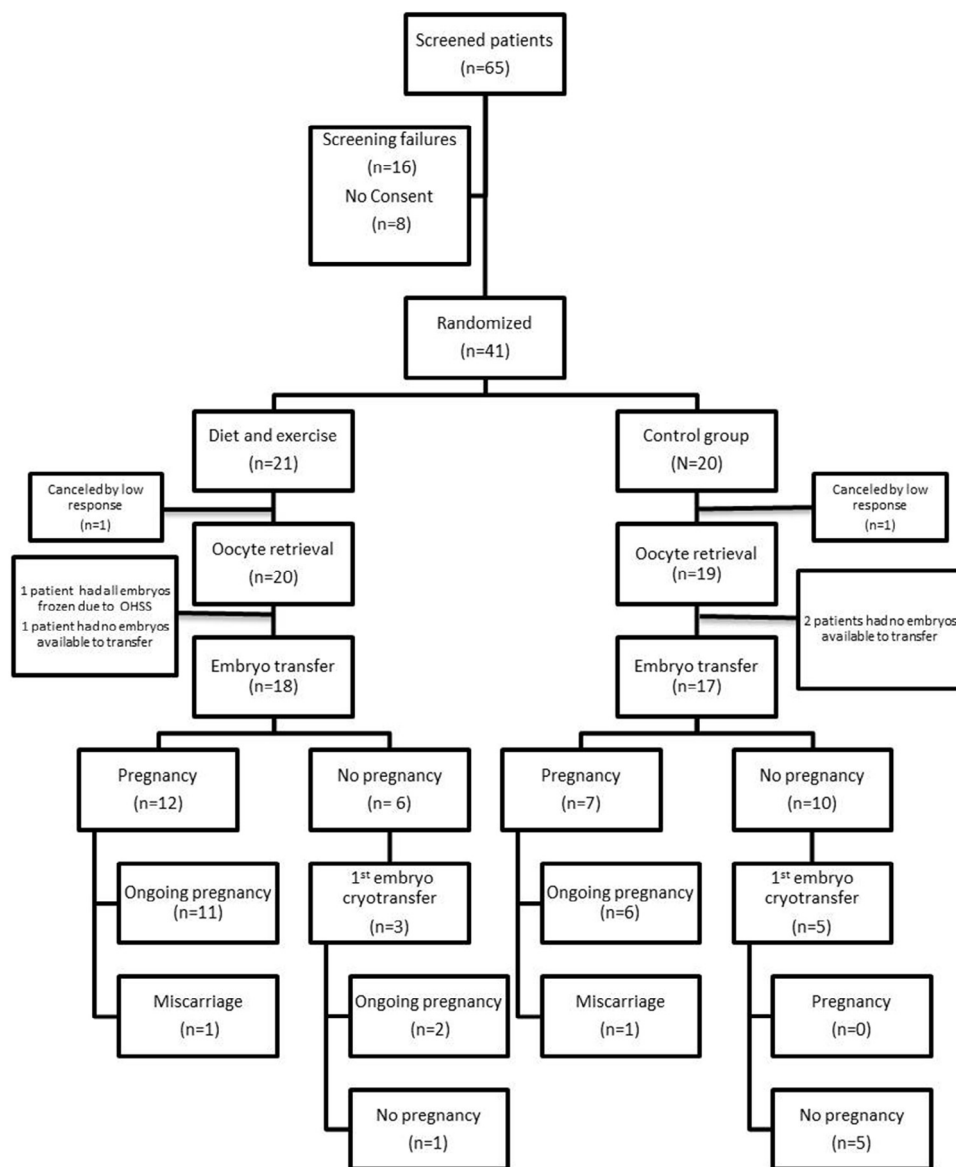 Screened patients
(n=65)
Screening failures
(n=16)
No Consent
(n=8)
Randomized
(n=41)
Diet and exercise
(n=21)
Control group
(N=20)
Canceled by low
response
(n=1)
Canceled by low
response
(n=1)
Oocyte retrieval
(n=20)
Oocyte retrieval
(n=19)
1 patient had all embryos
frozen due to OHSS
1 patient had no embryos
available to transfer
2 patients had no embryos
available to transfer
Embryo transfer
(n=18)
Embryo transfer
(n=17)
Pregnancy
(n=12)
No pregnancy
(n= 6)
Pregnancy
(n=7)
No pregnancy
(n=10)
Ongoing pregnancy
(n=11)
1st embryo
cryotransfer
(n=3)
Ongoing pregnancy
(n=6)
1st embryo
cryotransfer
(n=5)
Miscarriage
(n=1)
Ongoing pregnancy
(n=2)
Miscarriage
(n=1)
Pregnancy
(n=0)
No pregnancy
(n=1)
No pregnancy
(n=5)